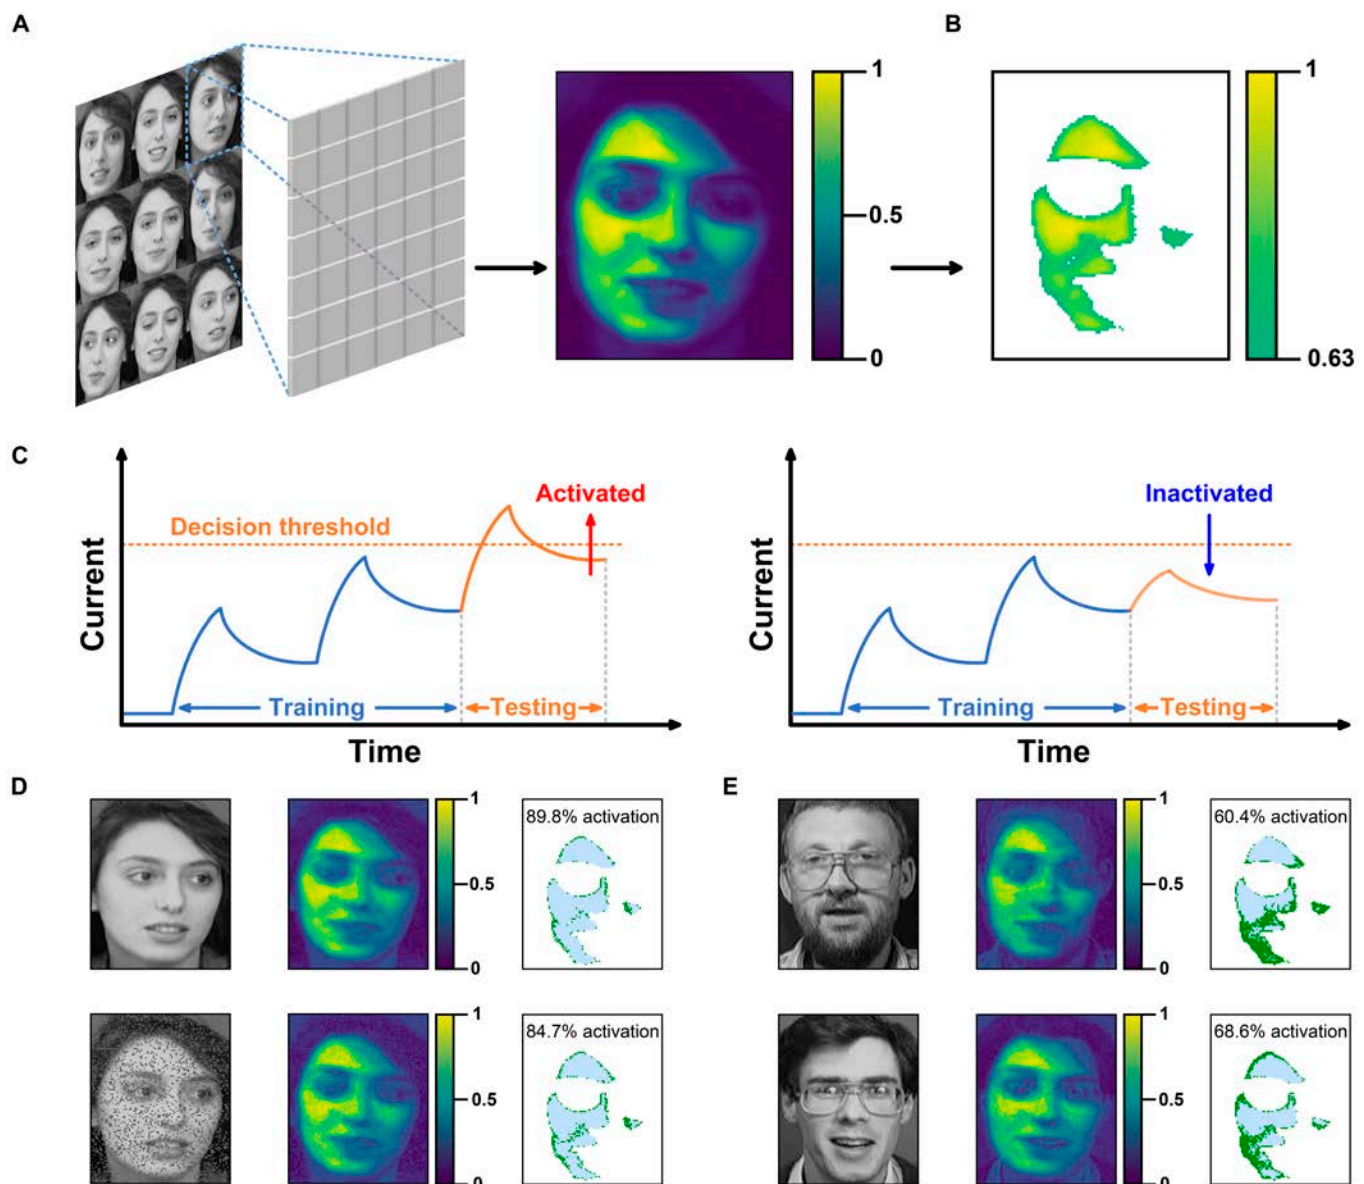 A
B
1
0.5
0
1
0.63
C
Decision threshold
Activated
Current
Training
Testing
Time
Inactivated
Current
Training
Testing
Time
D
1
0.5
0
89.8% activation
1
0.5
0
84.7% activation
E
1
0.5
0
60.4% activation
1
0.5
0
68.6% activation